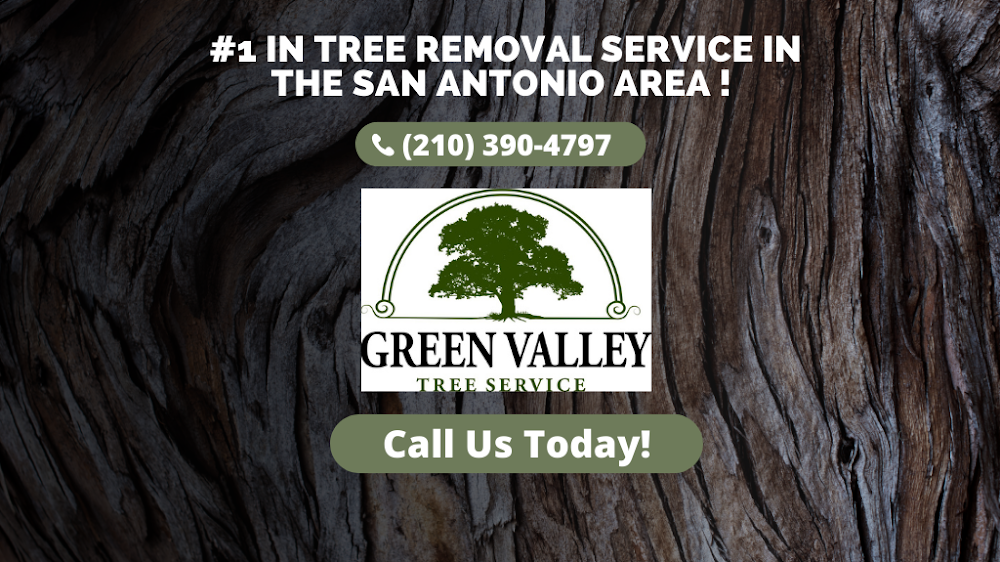 #1 IN TREE REMOVAL SERVICE IN
THE SAN ANTONIO AREA !
(210) 390-4797
GREEN VALLEY
TREE SERVICE
Call Us Today!